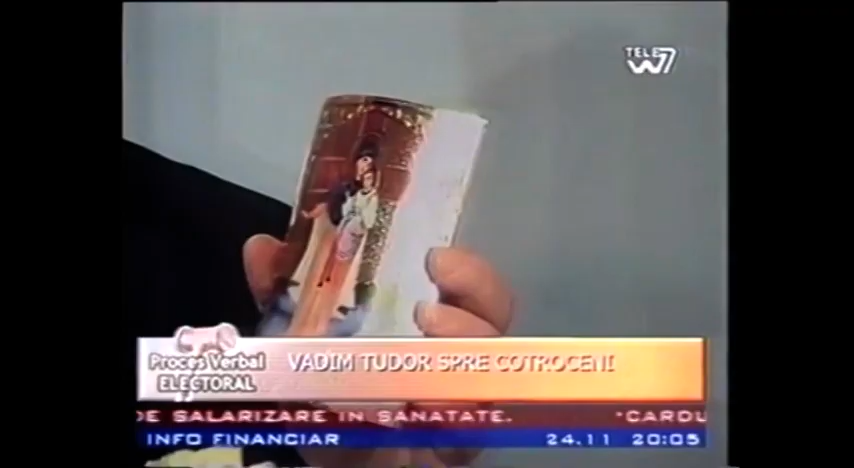 TELE
W7
Proces Verbal
ELECTORAL
VADIM TUDOR SPRE COTROCENI
DE SALARIZARE IN SANATATE. *CARDU
INFO FINANCIAR 24.11 20:05